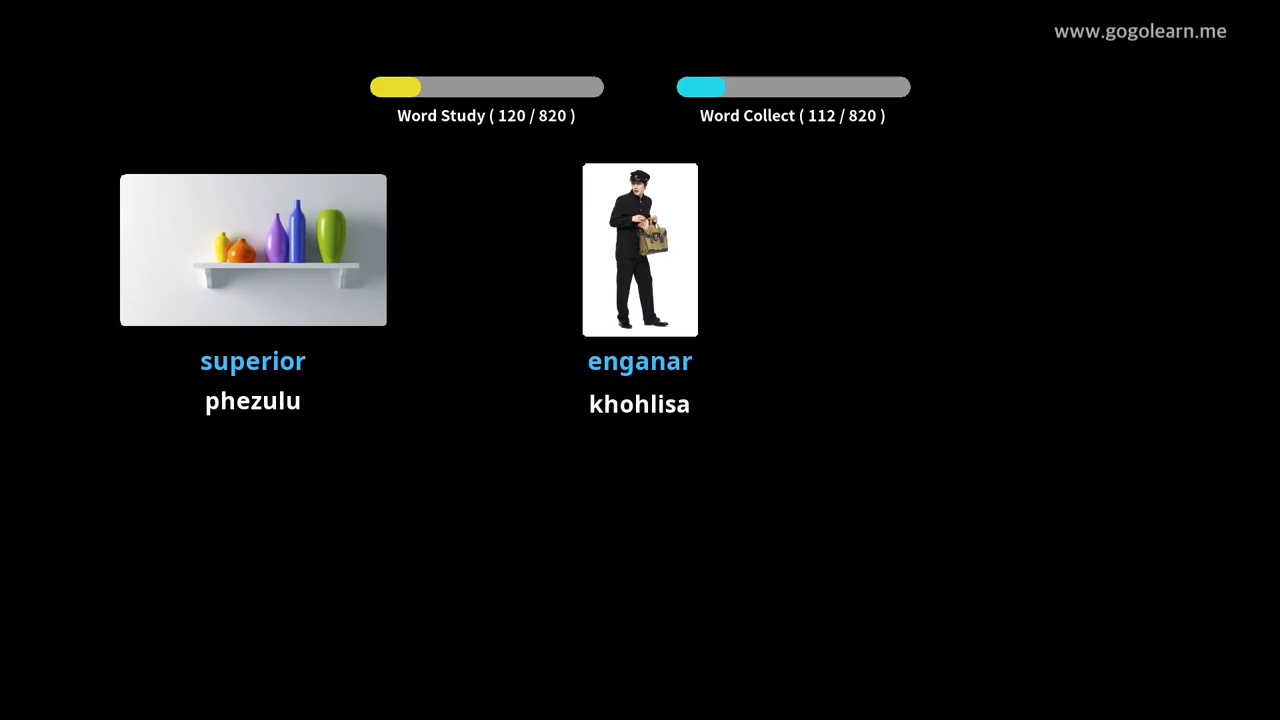 www.gogolearn.me
Word Study ( 120 / 820 )
Word Collect ( 112 / 820 )
superior
phezulu
enganar
khohlisa